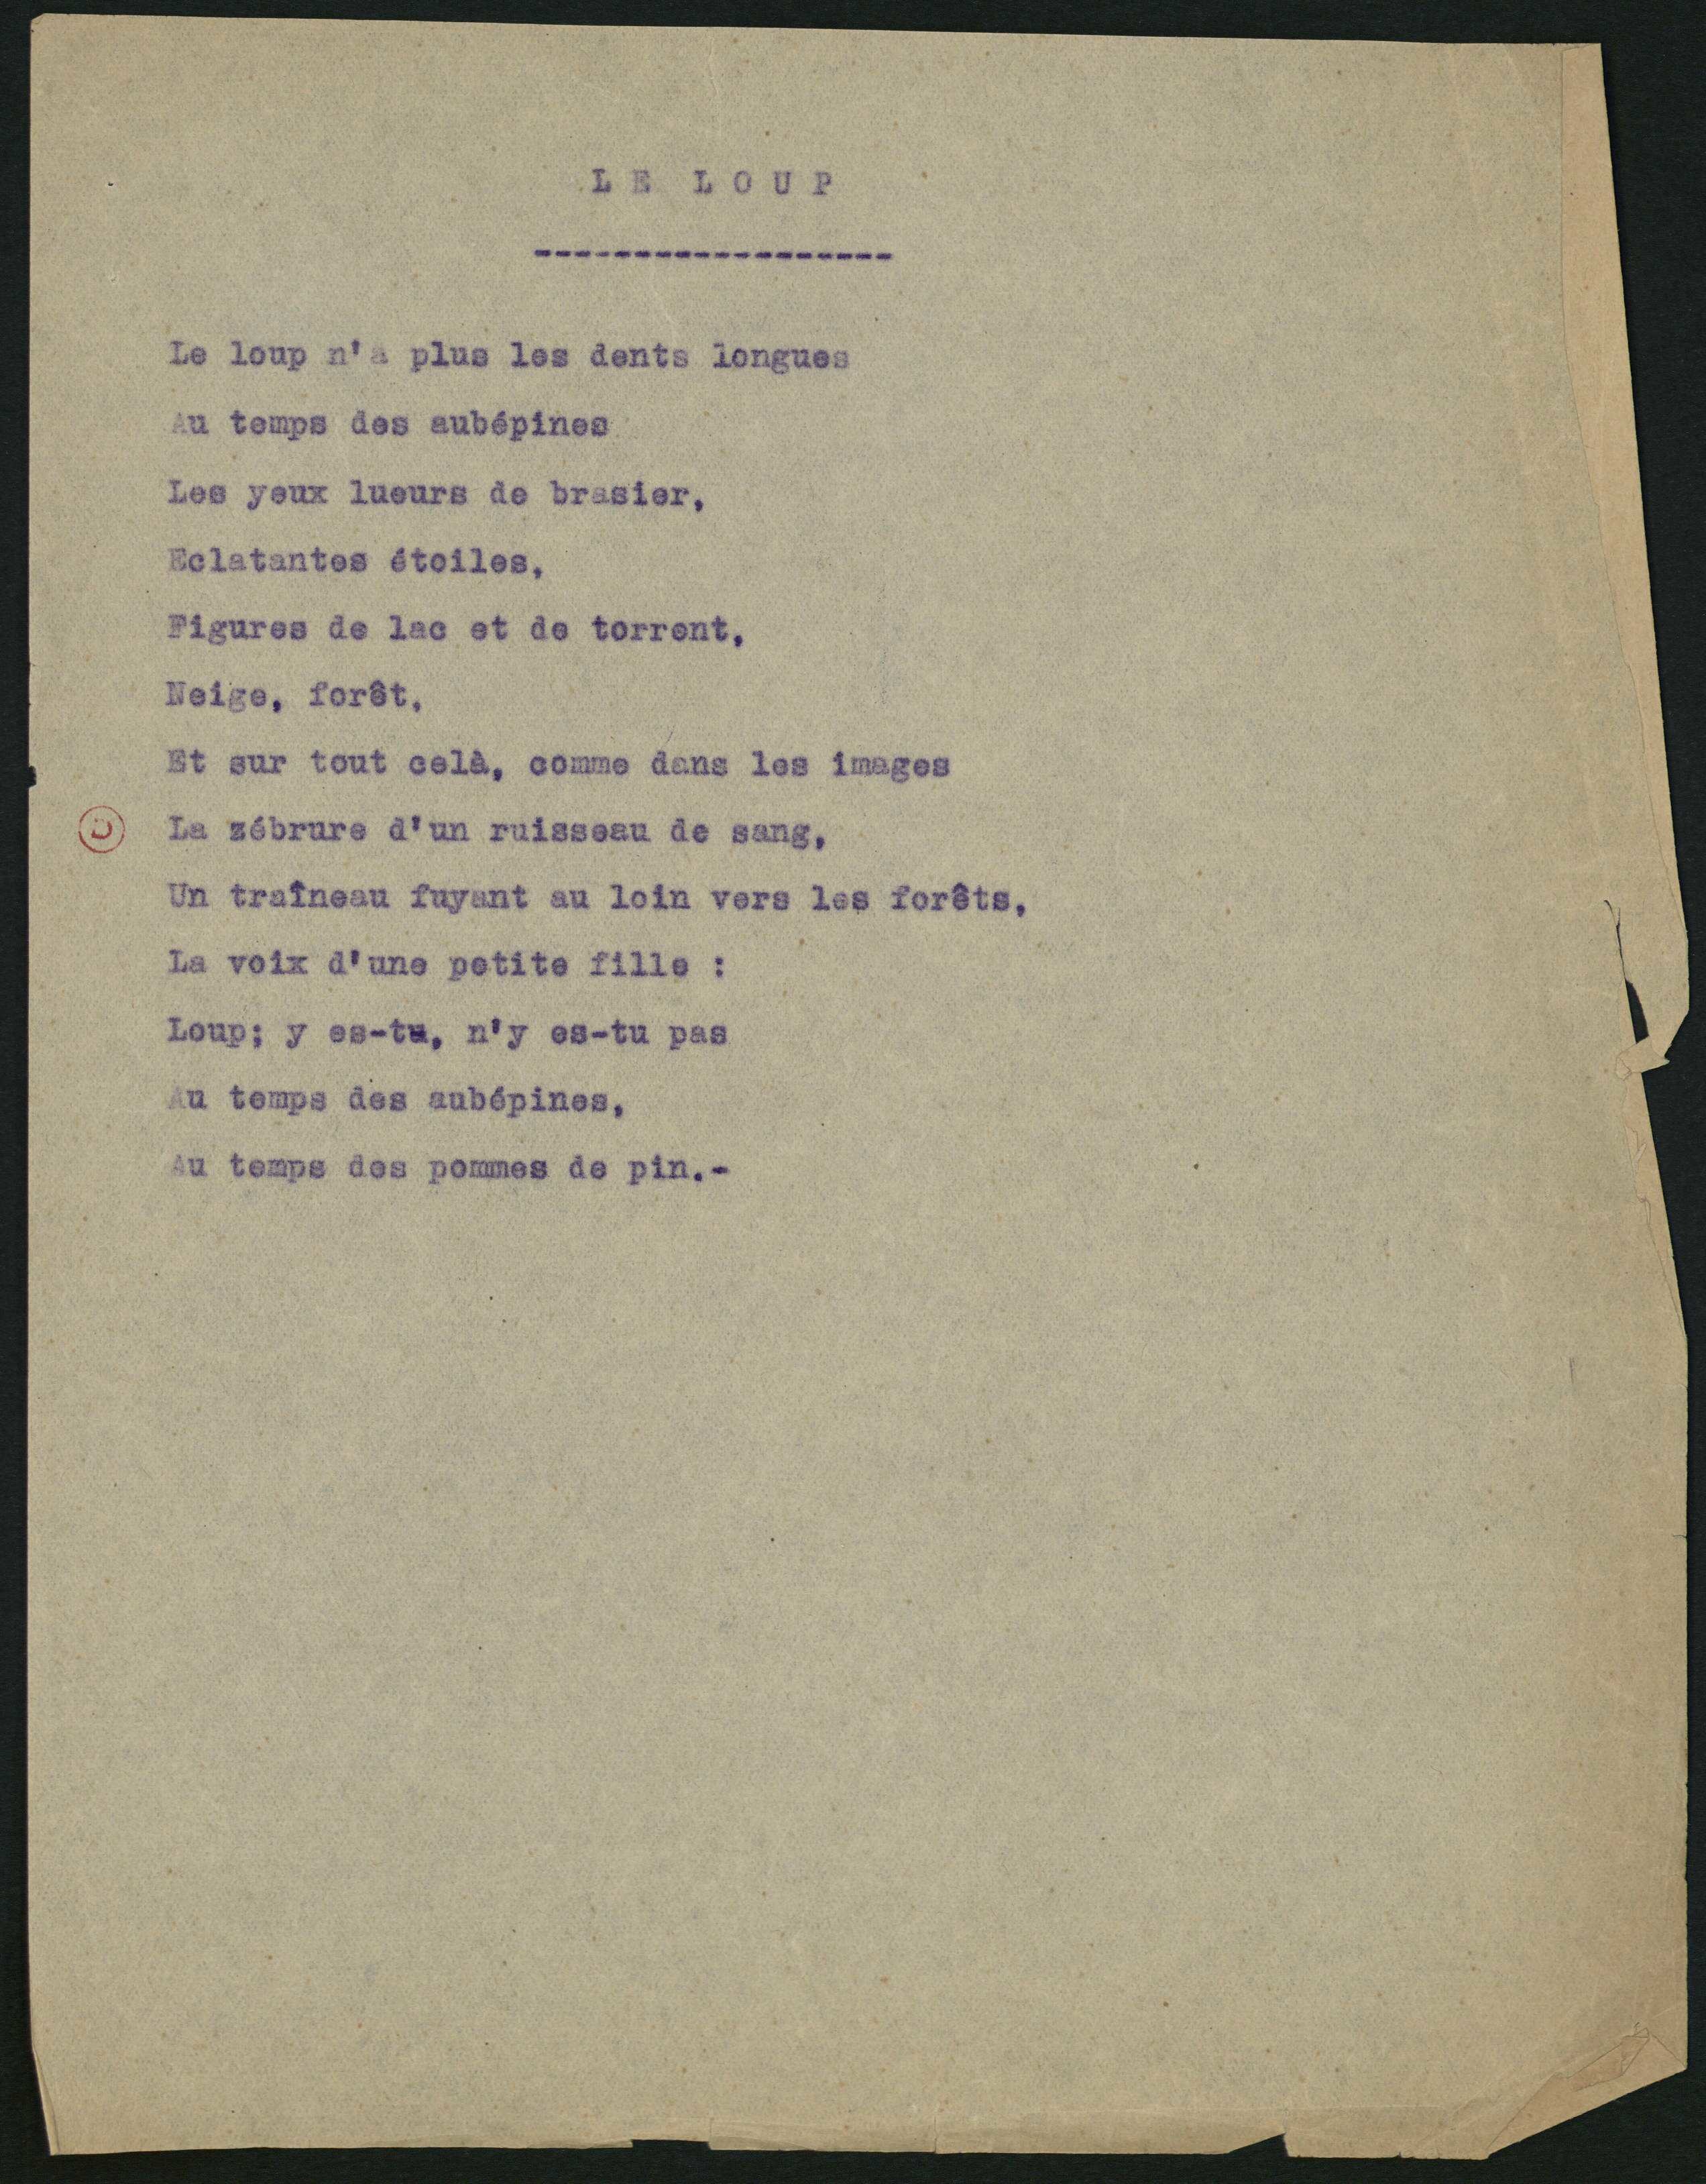 LE LOUP
------------------
Le loup n'a plus les dents longues
Au temps des aubépines
Les yeux lueurs de brasier,
Eclatantes étoiles,
Figures de lac et de torrent,
Neige, forêt,
Et sur tout celà, comme dans les images
La zébrure d'un ruisseau de sang,
Un traîneau fuyant au loin vers les forêts,
La voix d'une petite fille :
Loup; y es-tu, n'y es-tu pas
Au temps des aubépines,
Au temps des pommes de pin.-